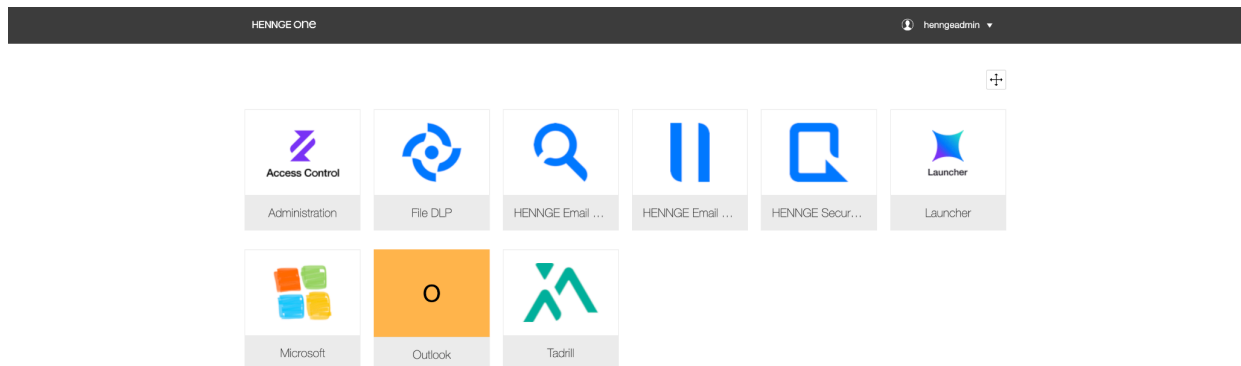 HENNGE one
henngeadmin
Access Control
Launcher
Administration
File DLP
HENNGE Email ...
HENNGE Email ...
HENNGE Secur...
Launcher
O
Microsoft
Outlook
Tadrill